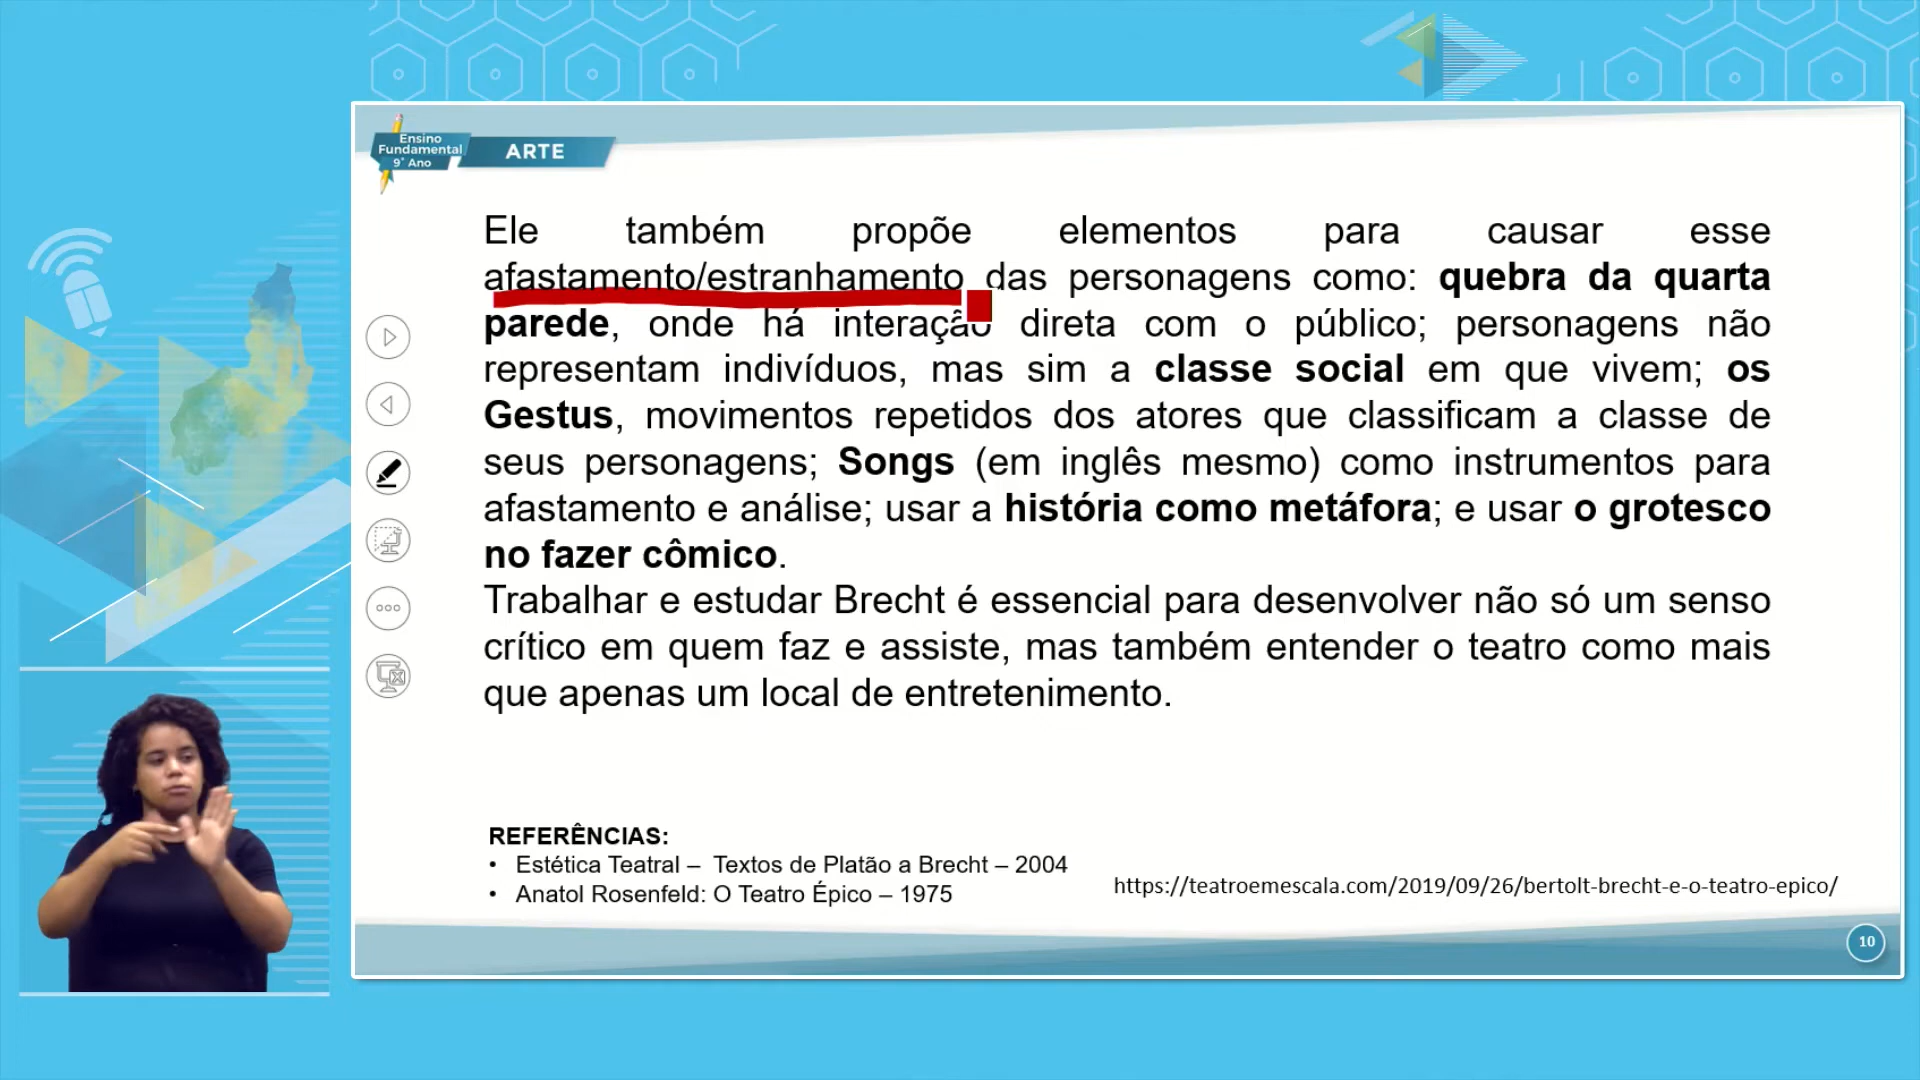 Ensino
Fundamental
9° Ano
ARTE
Ele também propõe elementos para causar esse
afastamento/estranhamento das personagens como: quebra da quarta
parede, onde há interação direta com o público; personagens não
representam indivíduos, mas sim a classe social em que vivem; os
Gestus, movimentos repetidos dos atores que classificam a classe de
seus personagens; Songs (em inglês mesmo) como instrumentos para
afastamento e análise; usar a história como metáfora; e usar o grotesco
no fazer cômico.
Trabalhar e estudar Brecht é essencial para desenvolver não só um senso
crítico em quem faz e assiste, mas também entender o teatro como mais
que apenas um local de entretenimento.
REFERÊNCIAS:
• Estética Teatral – Textos de Platão a Brecht – 2004
• Anatol Rosenfeld: O Teatro Épico – 1975
https://teatroemescala.com/2019/09/26/bertolt-brecht-e-o-teatro-epico/
10